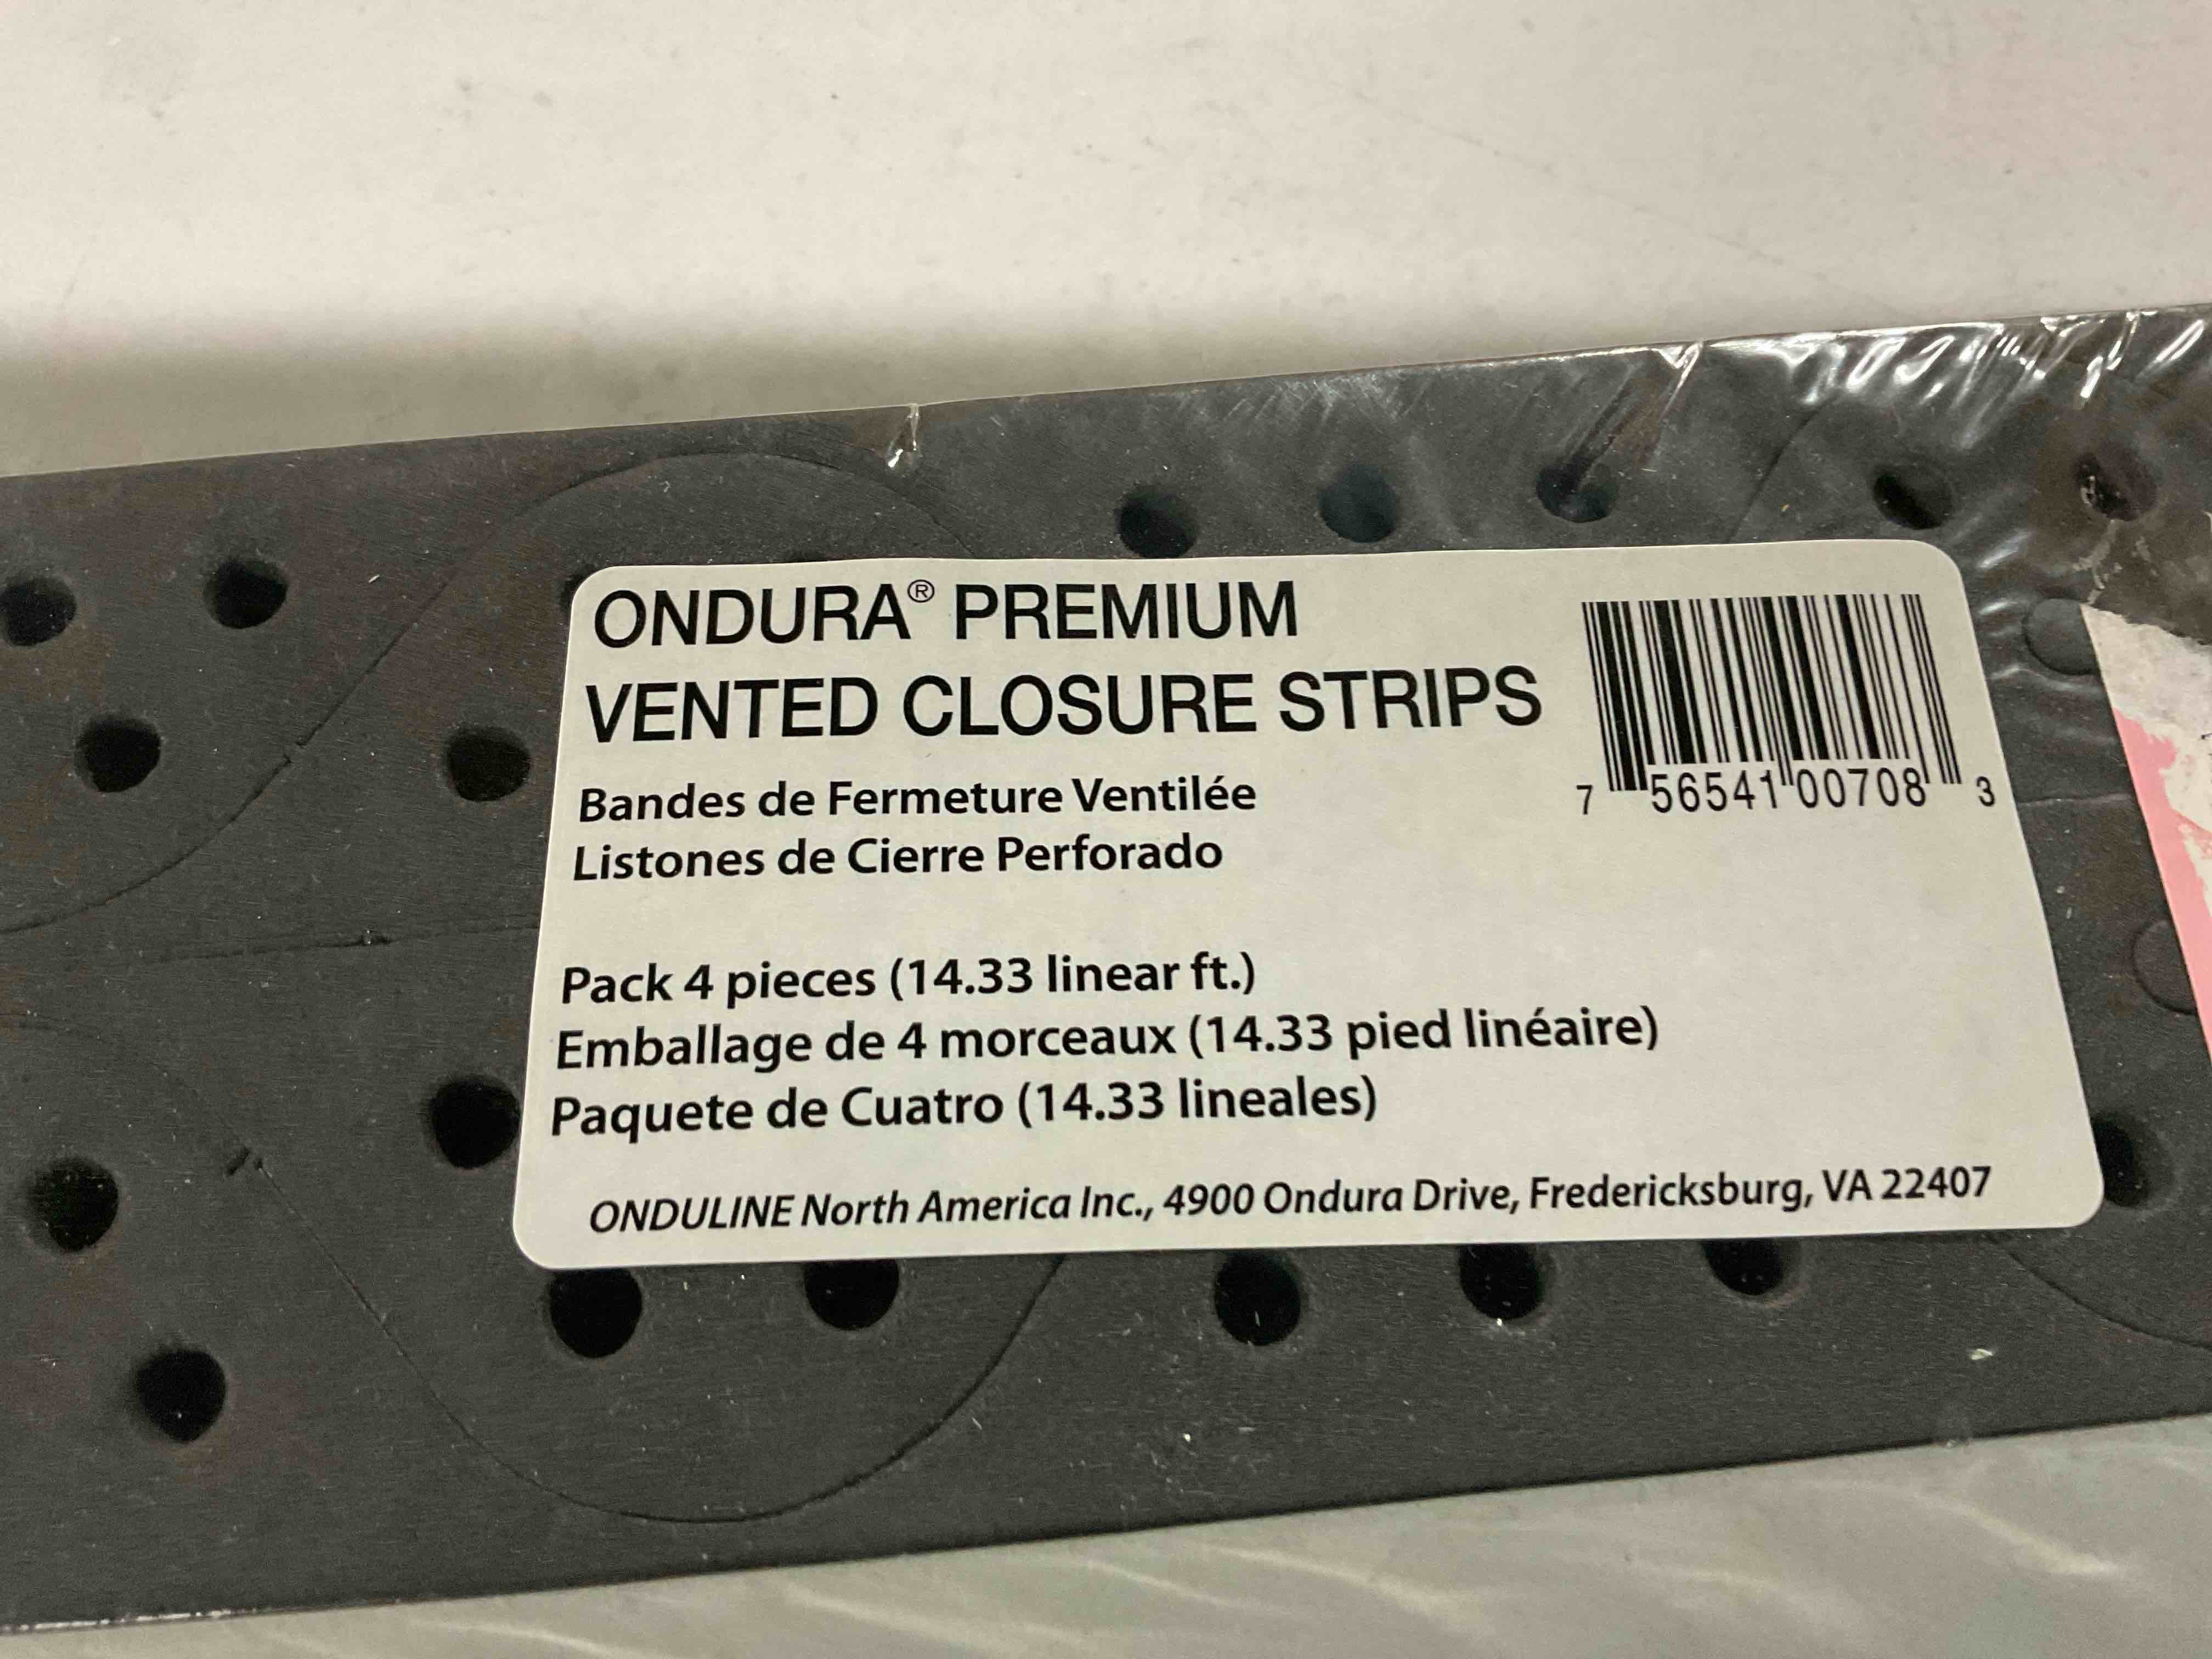 ONDURA® PREMIUM
VENTED CLOSURE STRIPS
Bandes de Fermeture Ventilée
Listones de Cierre Perforado
7 56541 00708 3
Pack 4 pieces (14.33 linear ft.)
Emballage de 4 morceaux (14.33 pied linéaire)
Paquete de Cuatro (14.33 lineales)
ONDULINE North America Inc., 4900 Ondura Drive, Fredericksburg, VA 22407